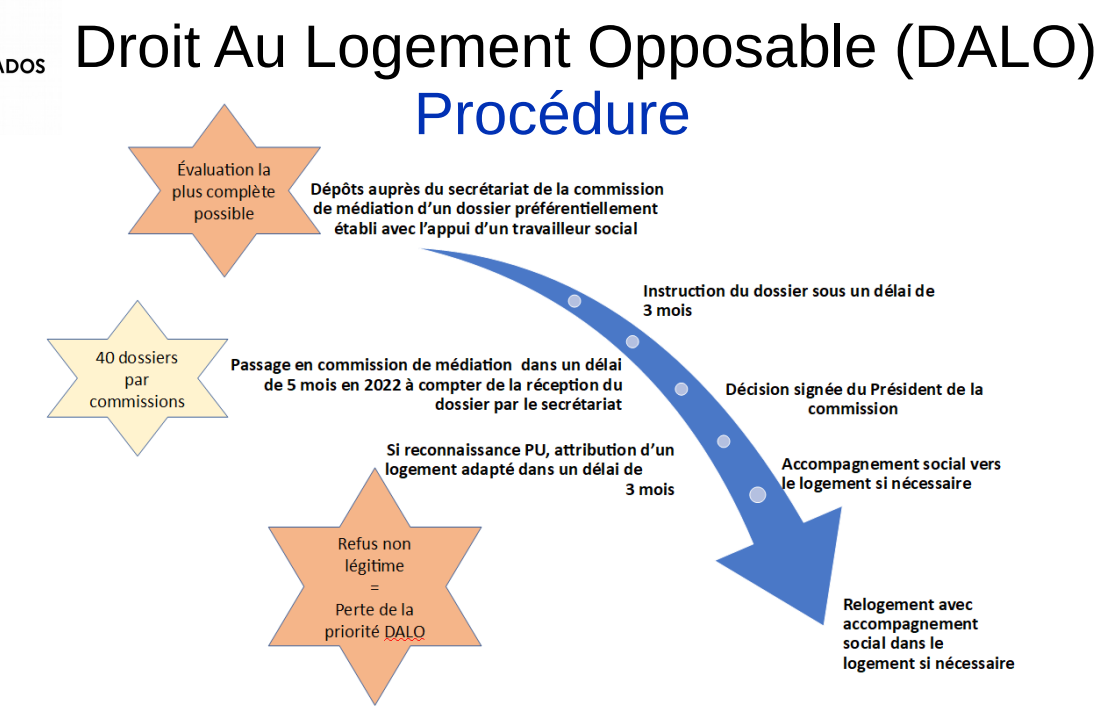 ADOS
Droit Au Logement Opposable (DALO)
Procédure
Évaluation la
plus complète
possible
Dépôts auprès du secrétariat de la commission
de médiation d'un dossier préférentiellement
établi avec l'appui d'un travailleur social
Instruction du dossier sous un délai de
3 mois
40 dossiers
par
commissions
Passage en commission de médiation dans un délai
de 5 mois en 2022 à compter de la réception du
dossier par le secrétariat
Décision signée du Président de la
commission
Si reconnaissance PU, attribution d'un
logement adapté dans un délai de
3 mois
Accompagnement social vers
le logement si nécessaire
Refus non
légitime
=
Perte de la
priorité DALO
Relogement avec
accompagnement
social dans le
logement si nécessaire